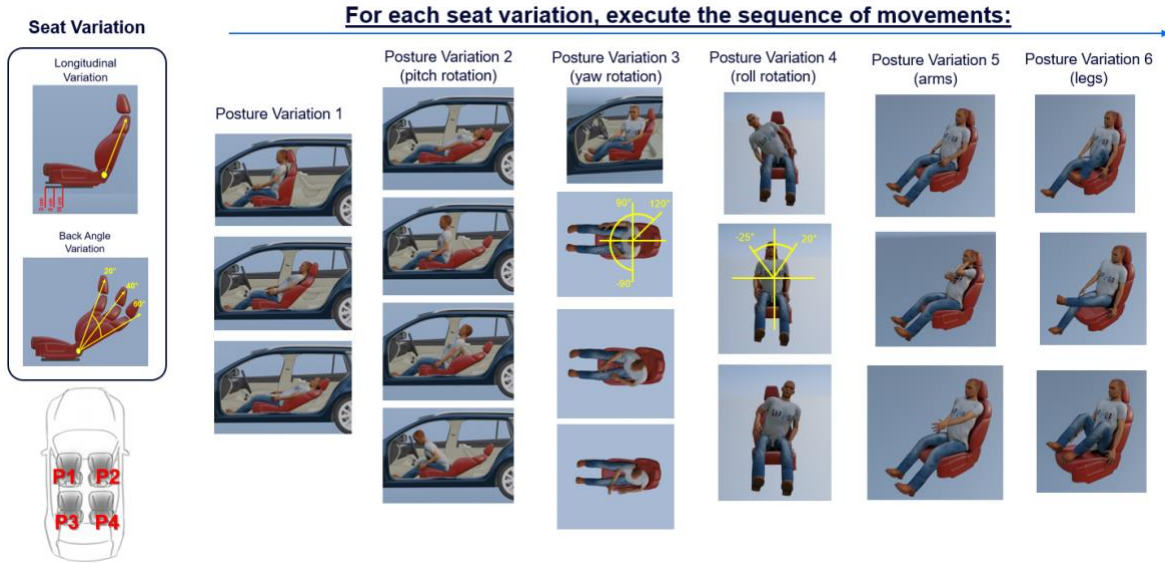 For each seat variation, execute the sequence of movements:
Seat Variation
Longitudinal
Variation
Back Angle
Variation
20°
40°
60°
P1 P2
P3 P4
Posture Variation 1
Posture Variation 2
(pitch rotation)
Posture Variation 3
(yaw rotation)
90°
120°
-90°
Posture Variation 4
(roll rotation)
-25°
20°
Posture Variation 5
(arms)
Posture Variation 6
(legs)